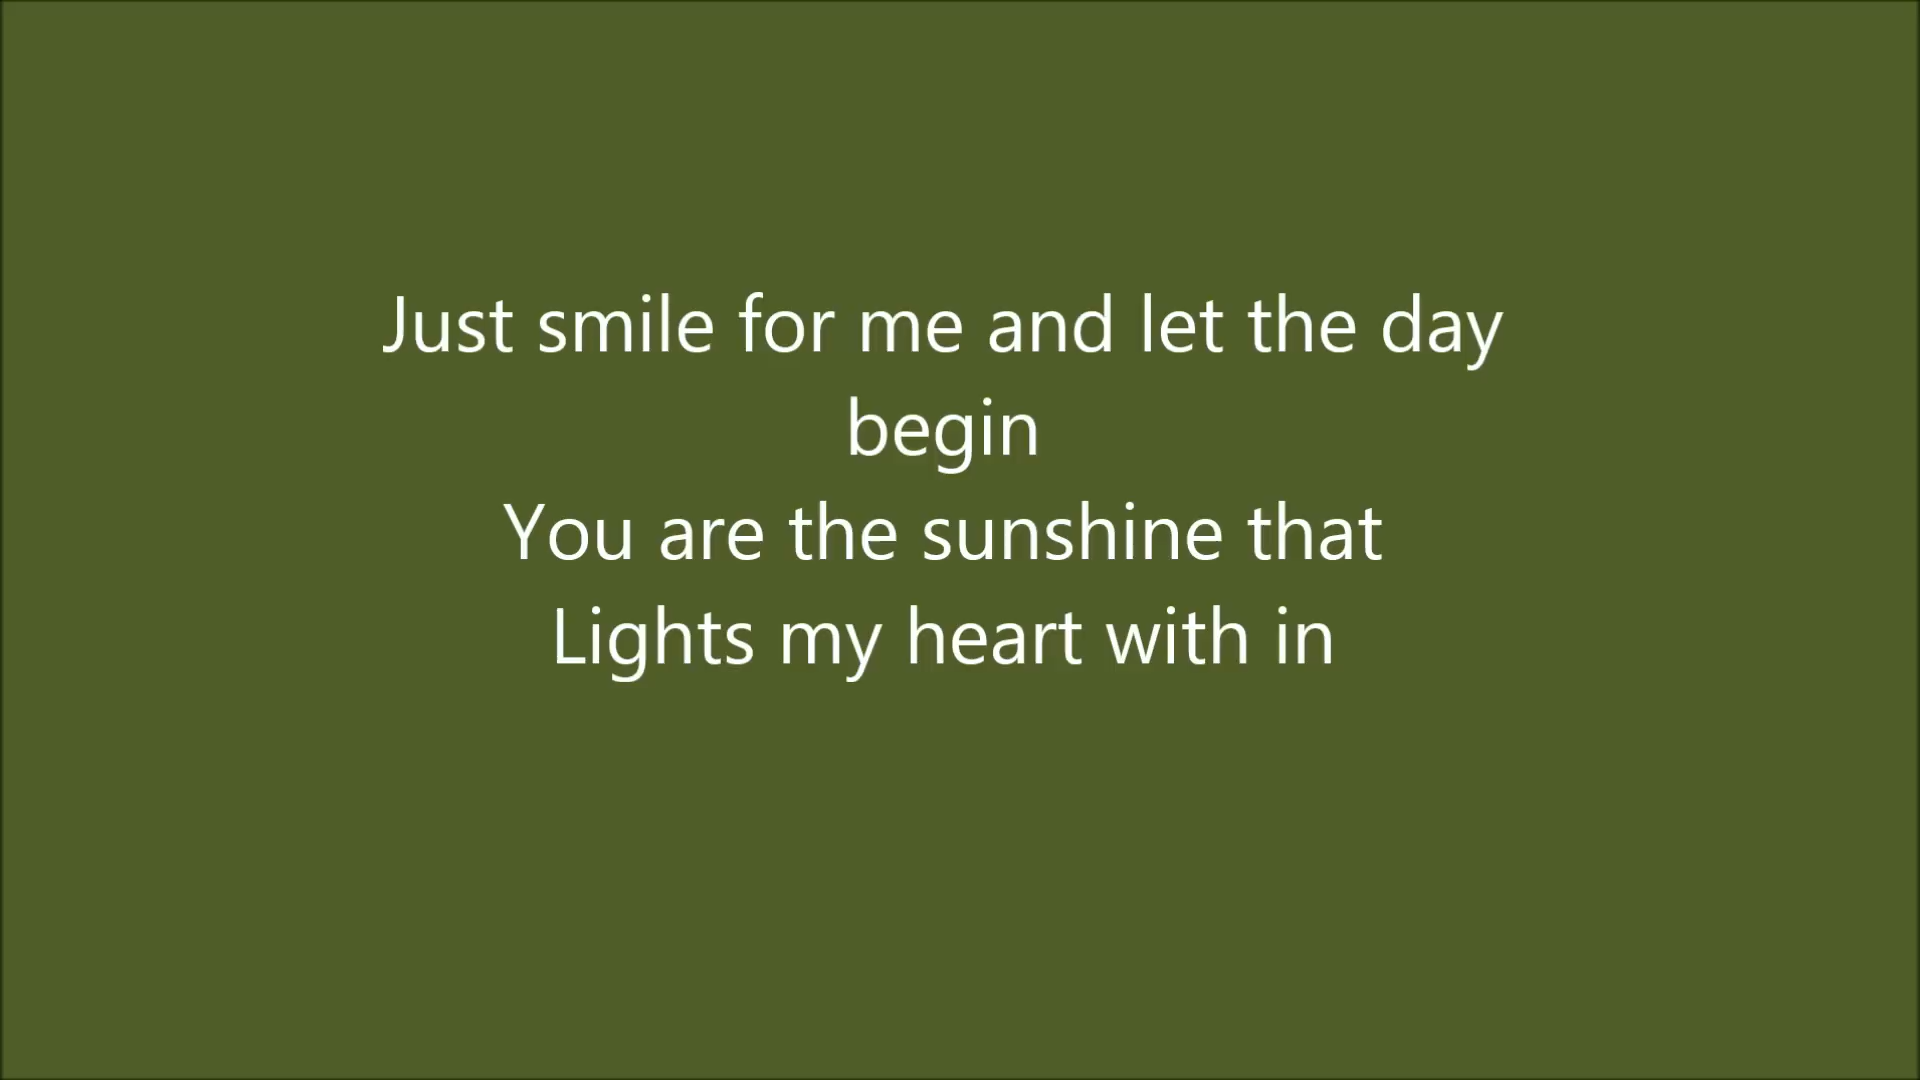 Just smile for me and let the day
begin
You are the sunshine that
Lights my heart with in